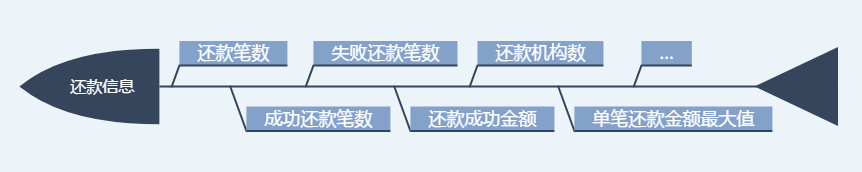 还款信息
还款笔数
失败还款笔数
还款机构数
...
成功还款笔数
还款成功金额
单笔还款金额最大值